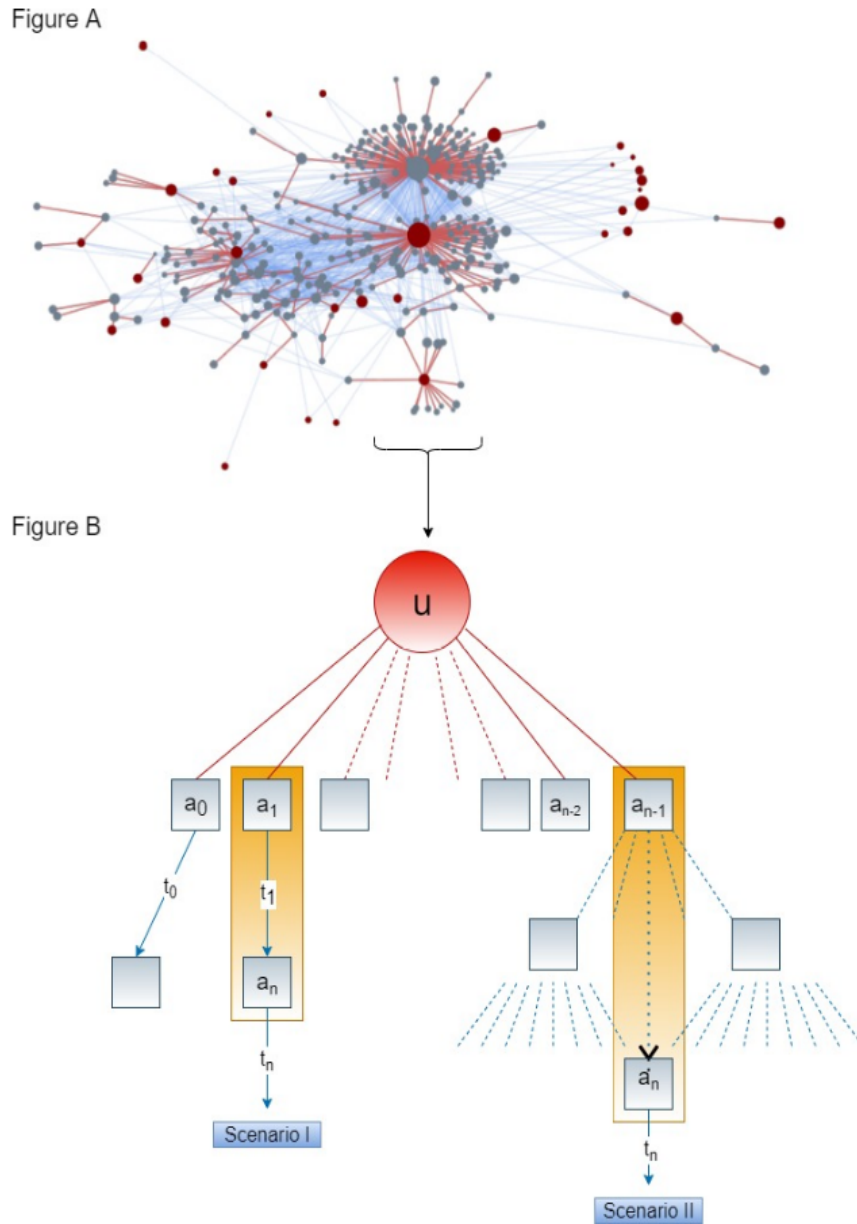 Figure A
Figure B
u
a₀ a₁ aₙ₋₂ aₙ₋₁
t₀ t₁
aₙ
tₙ
aₙ
Scenario I
tₙ
Scenario II